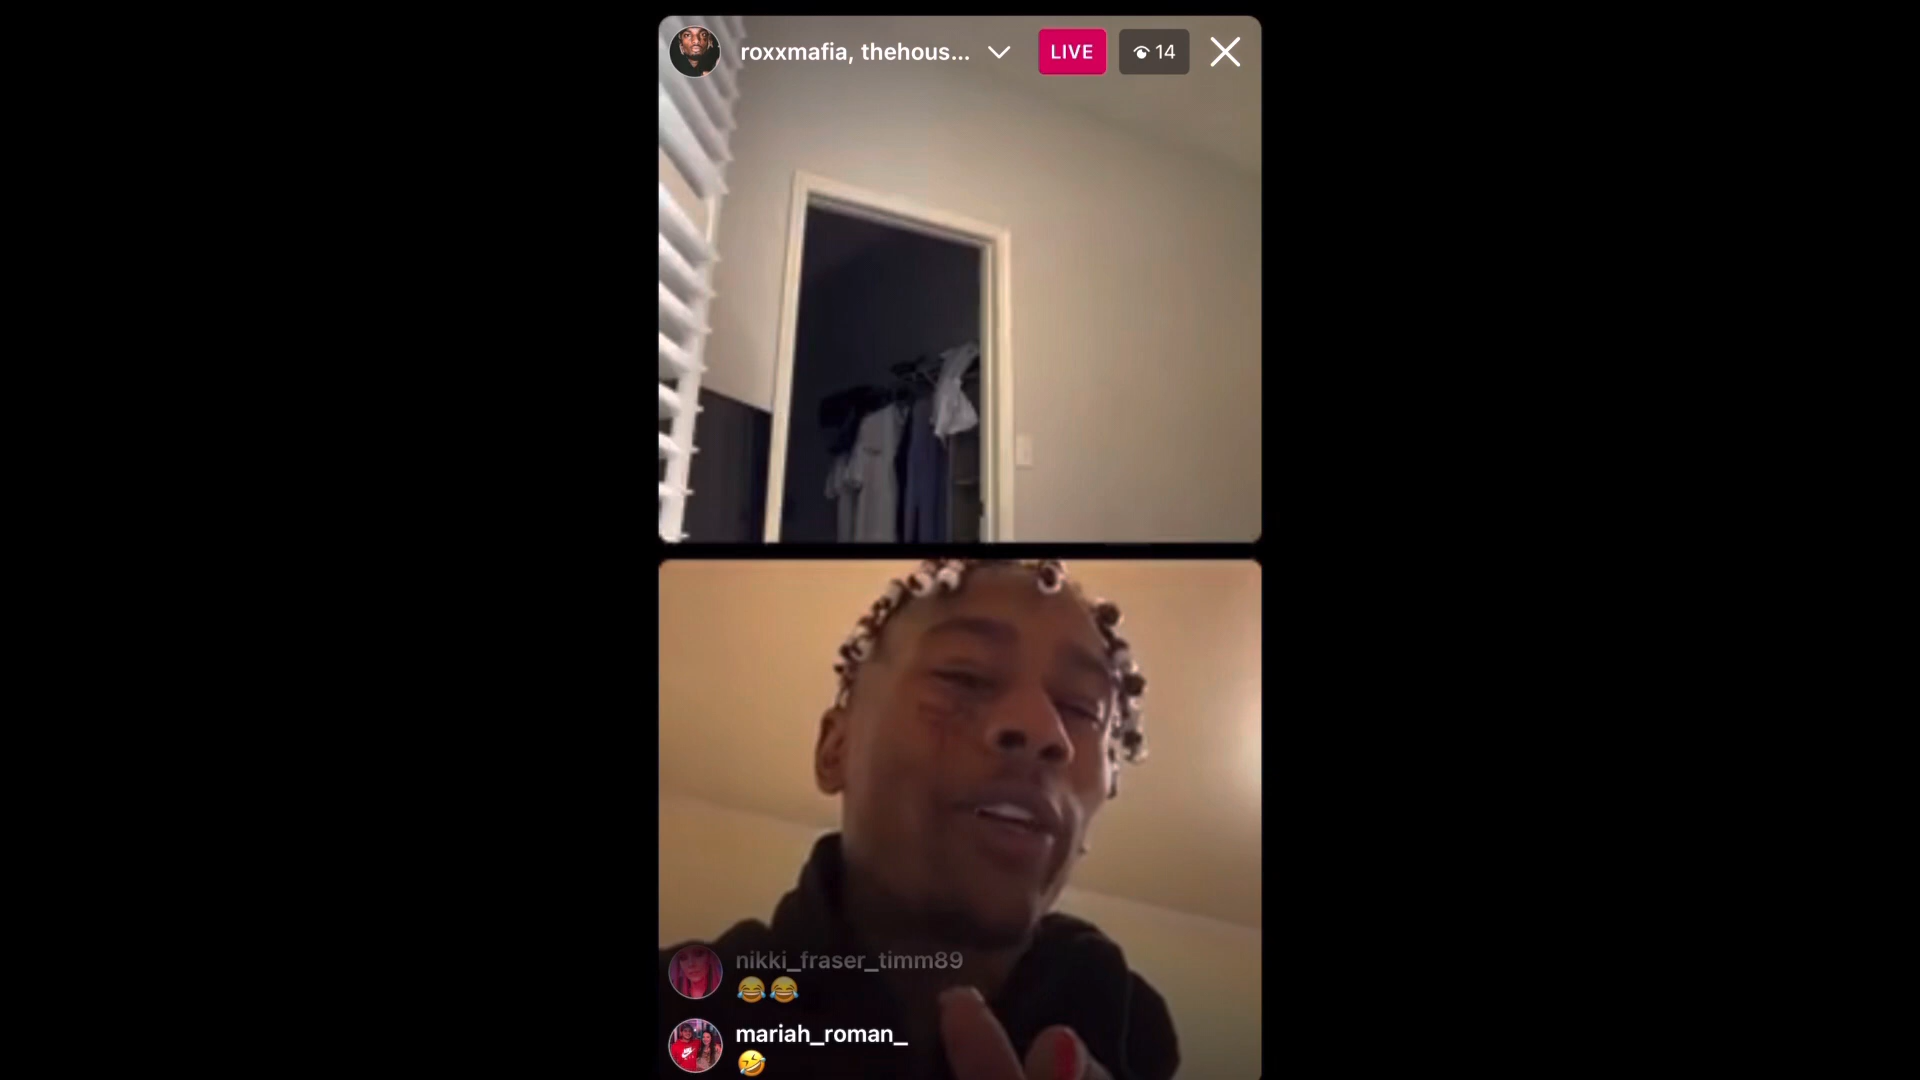 roxxmafia, thehous...
LIVE
14
nikki_fraser_timm89
😂😂
mariah_roman_
🤣